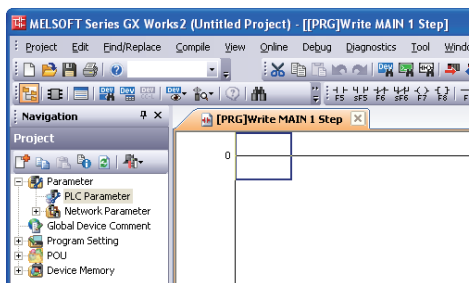 MELSOFT Series GX Works2 (Untitled Project) - [[PRG]Write MAIN 1 Step]
Project Edit Find/Replace Compile View Online Debug Diagnostics Tool Windo
F5 sF5 F6 sF6 F7 F8
Navigation
[PRG]Write MAIN 1 Step
Project
0
Parameter
PLC Parameter
Network Parameter
Global Device Comment
Program Setting
POU
Device Memory